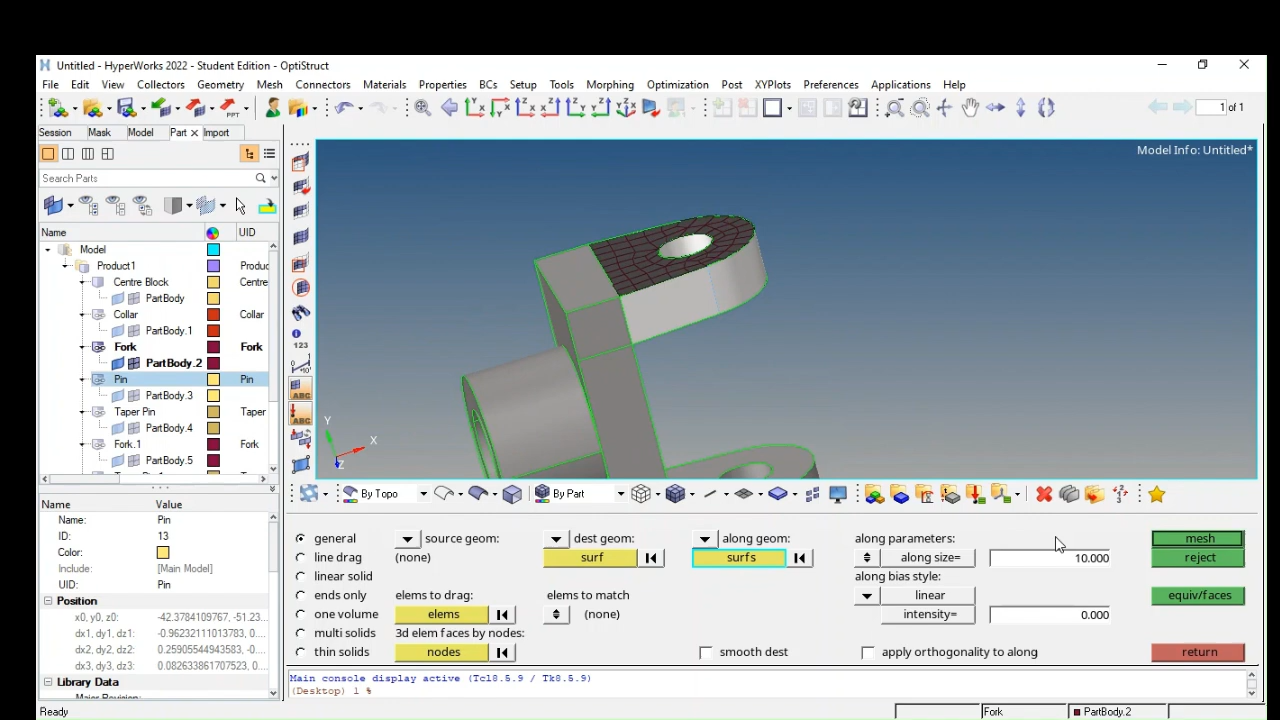 Untitled - HyperWorks 2022 - Student Edition - OptiStruct
File Edit View Collectors Geometry Mesh Connectors Materials Properties BCs Setup Tools Morphing Optimization Post XYPlots Preferences Applications Help
PPT
1 of 1
Session Mask Model Part Import
Search Parts
Name UID
Model
Product1 Produc
Centre Block Centre
PartBody
Collar Collar
PartBody.1
Fork Fork
PartBody.2
Pin Pin
PartBody.3
Taper Pin Taper
PartBody.4
Fork.1 Fork
PartBody.5
Name Value
Name: Pin
ID: 13
Color:
Include: [Main Model]
UID: Pin
Position
x0, y0, z0: -42.3784109767, -51.23...
dx1, dy1, dz1: -0.96232111013783, 0.0...
dx2, dy2, dz2: 0.25905544943583, -0.0...
dx3, dy3, dz3: 0.082633861707523, 0.0...
Library Data
Model Info: Untitled*
123
ABC
ABC
Y
X
Z
By Topo
By Part
general source geom: dest geom: along geom: along parameters: mesh
line drag (none) surf surfs along size= 10.000 reject
linear solid along bias style:
ends only elems to drag: elems to match linear equiv/faces
one volume elems (none) intensity= 0.000
multi solids 3d elem faces by nodes:
thin solids nodes smooth dest apply orthogonality to along return
Main console display active (Tcl8.5.9 / Tk8.5.9)
(Desktop) 1 %
Ready Fork PartBody.2